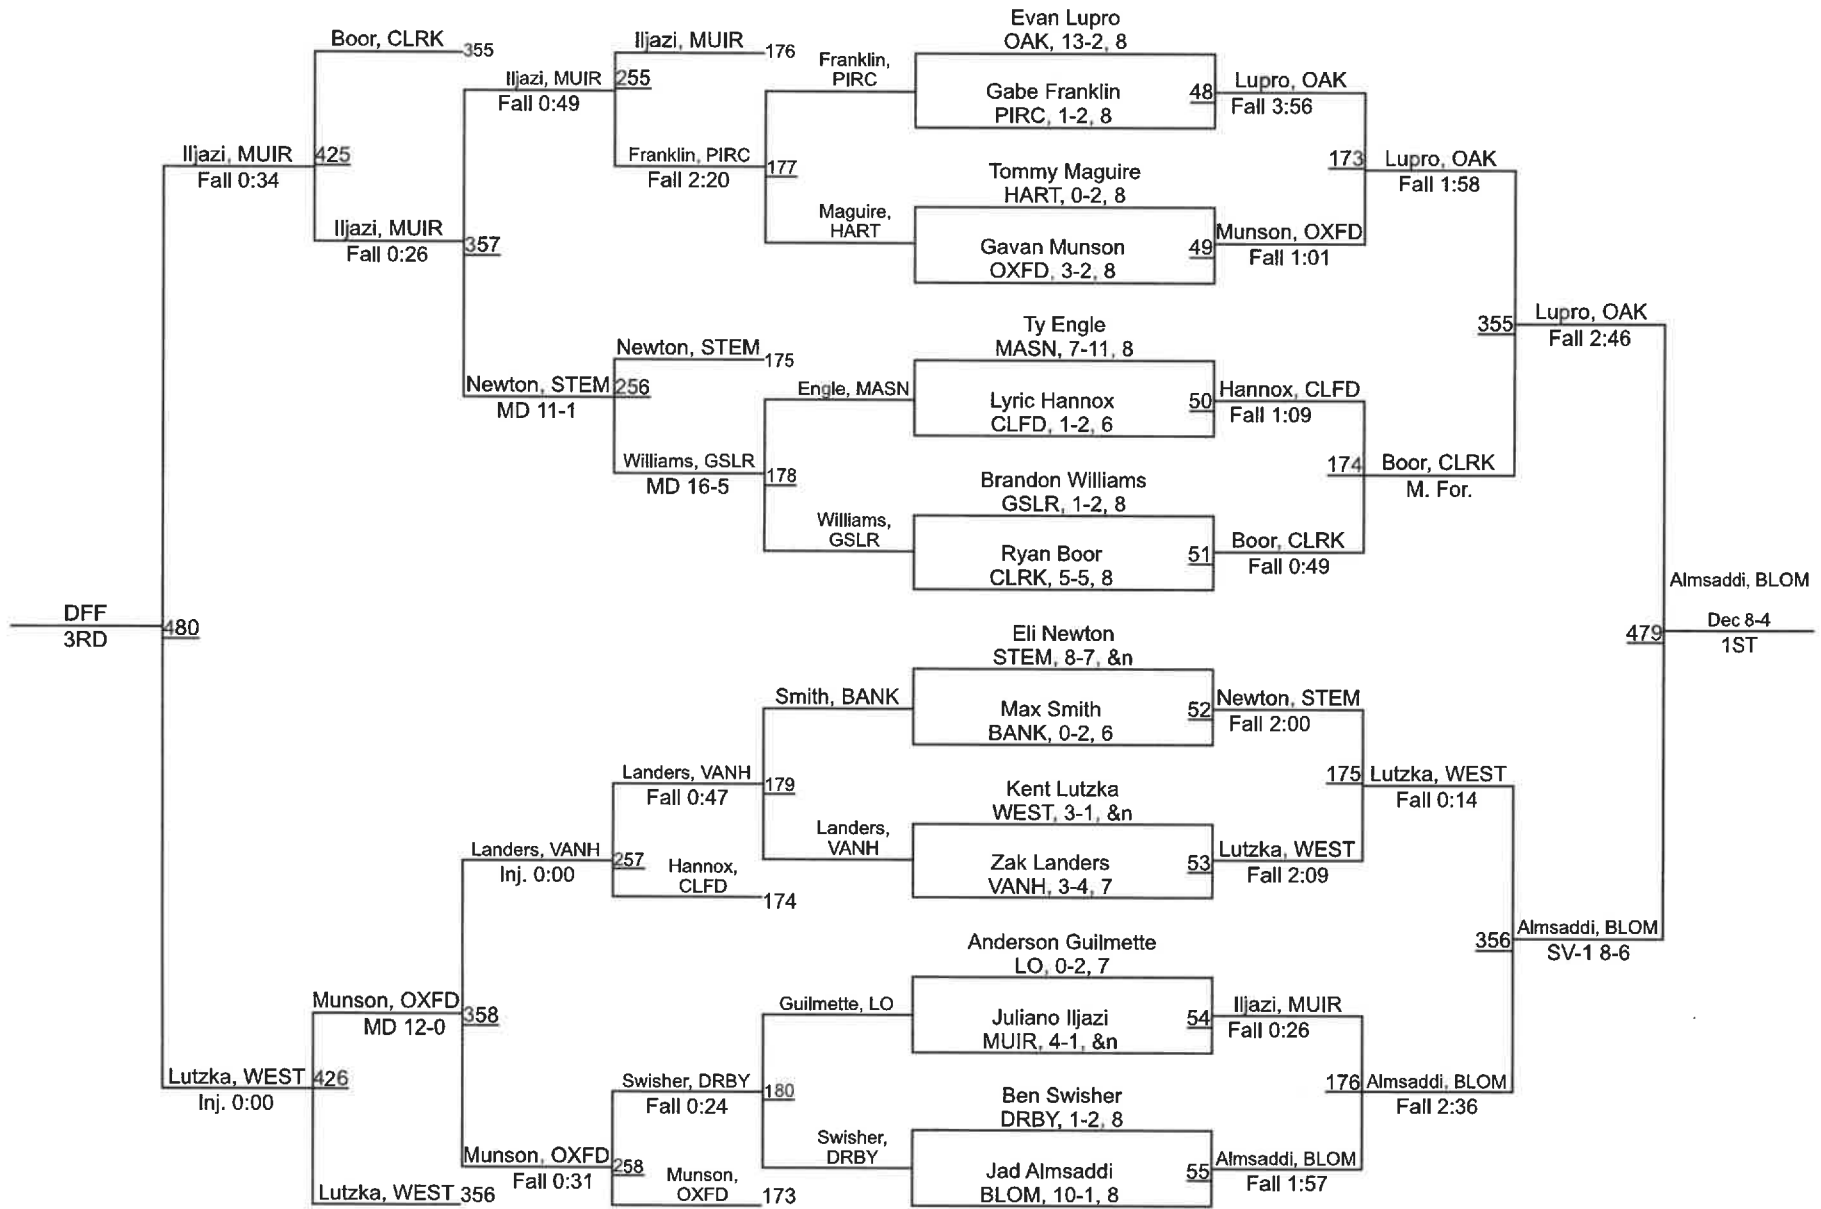 Evan Lupro
OAK, 13-2, 8
Gabe Franklin
PIRC, 1-2, 8
48
Tommy Maguire
HART, 0-2, 8
Gavan Munson
OXFD, 3-2, 8
49
Ty Engle
MASN, 7-11, 8
Lyric Hannox
CLFD, 1-2, 6
50
Brandon Williams
GSLR, 1-2, 8
Ryan Boor
CLRK, 5-5, 8
51
Eli Newton
STEM, 8-7, &n
Max Smith
BANK, 0-2, 6
52
Kent Lutzka
WEST, 3-1, &n
Zak Landers
VANH, 3-4, 7
53
Anderson Guilmette
LO, 0-2, 7
Juliano Iljazi
MUIR, 4-1, &n
54
Ben Swisher
DRBY, 1-2, 8
Jad Almsaddi
BLOM, 10-1, 8
55
Lupro, OAK
Fall 3:56
Munson, OXFD
Fall 1:01
Hannox, CLFD
Fall 1:09
Boor, CLRK
Fall 0:49
Newton, STEM
Fall 2:00
Lutzka, WEST
Fall 2:09
Iljazi, MUIR
Fall 0:26
Almsaddi, BLOM
Fall 1:57
173
Lupro, OAK
Fall 1:58
174
Boor, CLRK
M. For.
175
Lutzka, WEST
Fall 0:14
176
Almsaddi, BLOM
Fall 2:36
355
Lupro, OAK
Fall 2:46
356
Almsaddi, BLOM
SV-1 8-6
479
Almsaddi, BLOM
Dec 8-4
1ST
Franklin,
PIRC
Maguire,
HART
Engle, MASN
Williams,
GSLR
Smith, BANK
Landers,
VANH
Guilmette, LO
Swisher,
DRBY
Iljazi, MUIR
176
Franklin, PIRC
Fall 2:20
177
Newton, STEM
175
Williams, GSLR
MD 16-5
178
Landers, VANH
Fall 0:47
179
Hannox,
CLFD
174
Swisher, DRBY
Fall 0:24
180
Munson,
OXFD
173
Iljazi, MUIR
Fall 0:49
255
Newton, STEM
MD 11-1
256
Landers, VANH
Inj. 0:00
257
Munson, OXFD
Fall 0:31
258
Boor, CLRK
355
Iljazi, MUIR
Fall 0:26
357
Munson, OXFD
MD 12-0
358
Lutzka, WEST
356
Iljazi, MUIR
Fall 0:34
425
Lutzka, WEST
Inj. 0:00
426
DFF
3RD
480